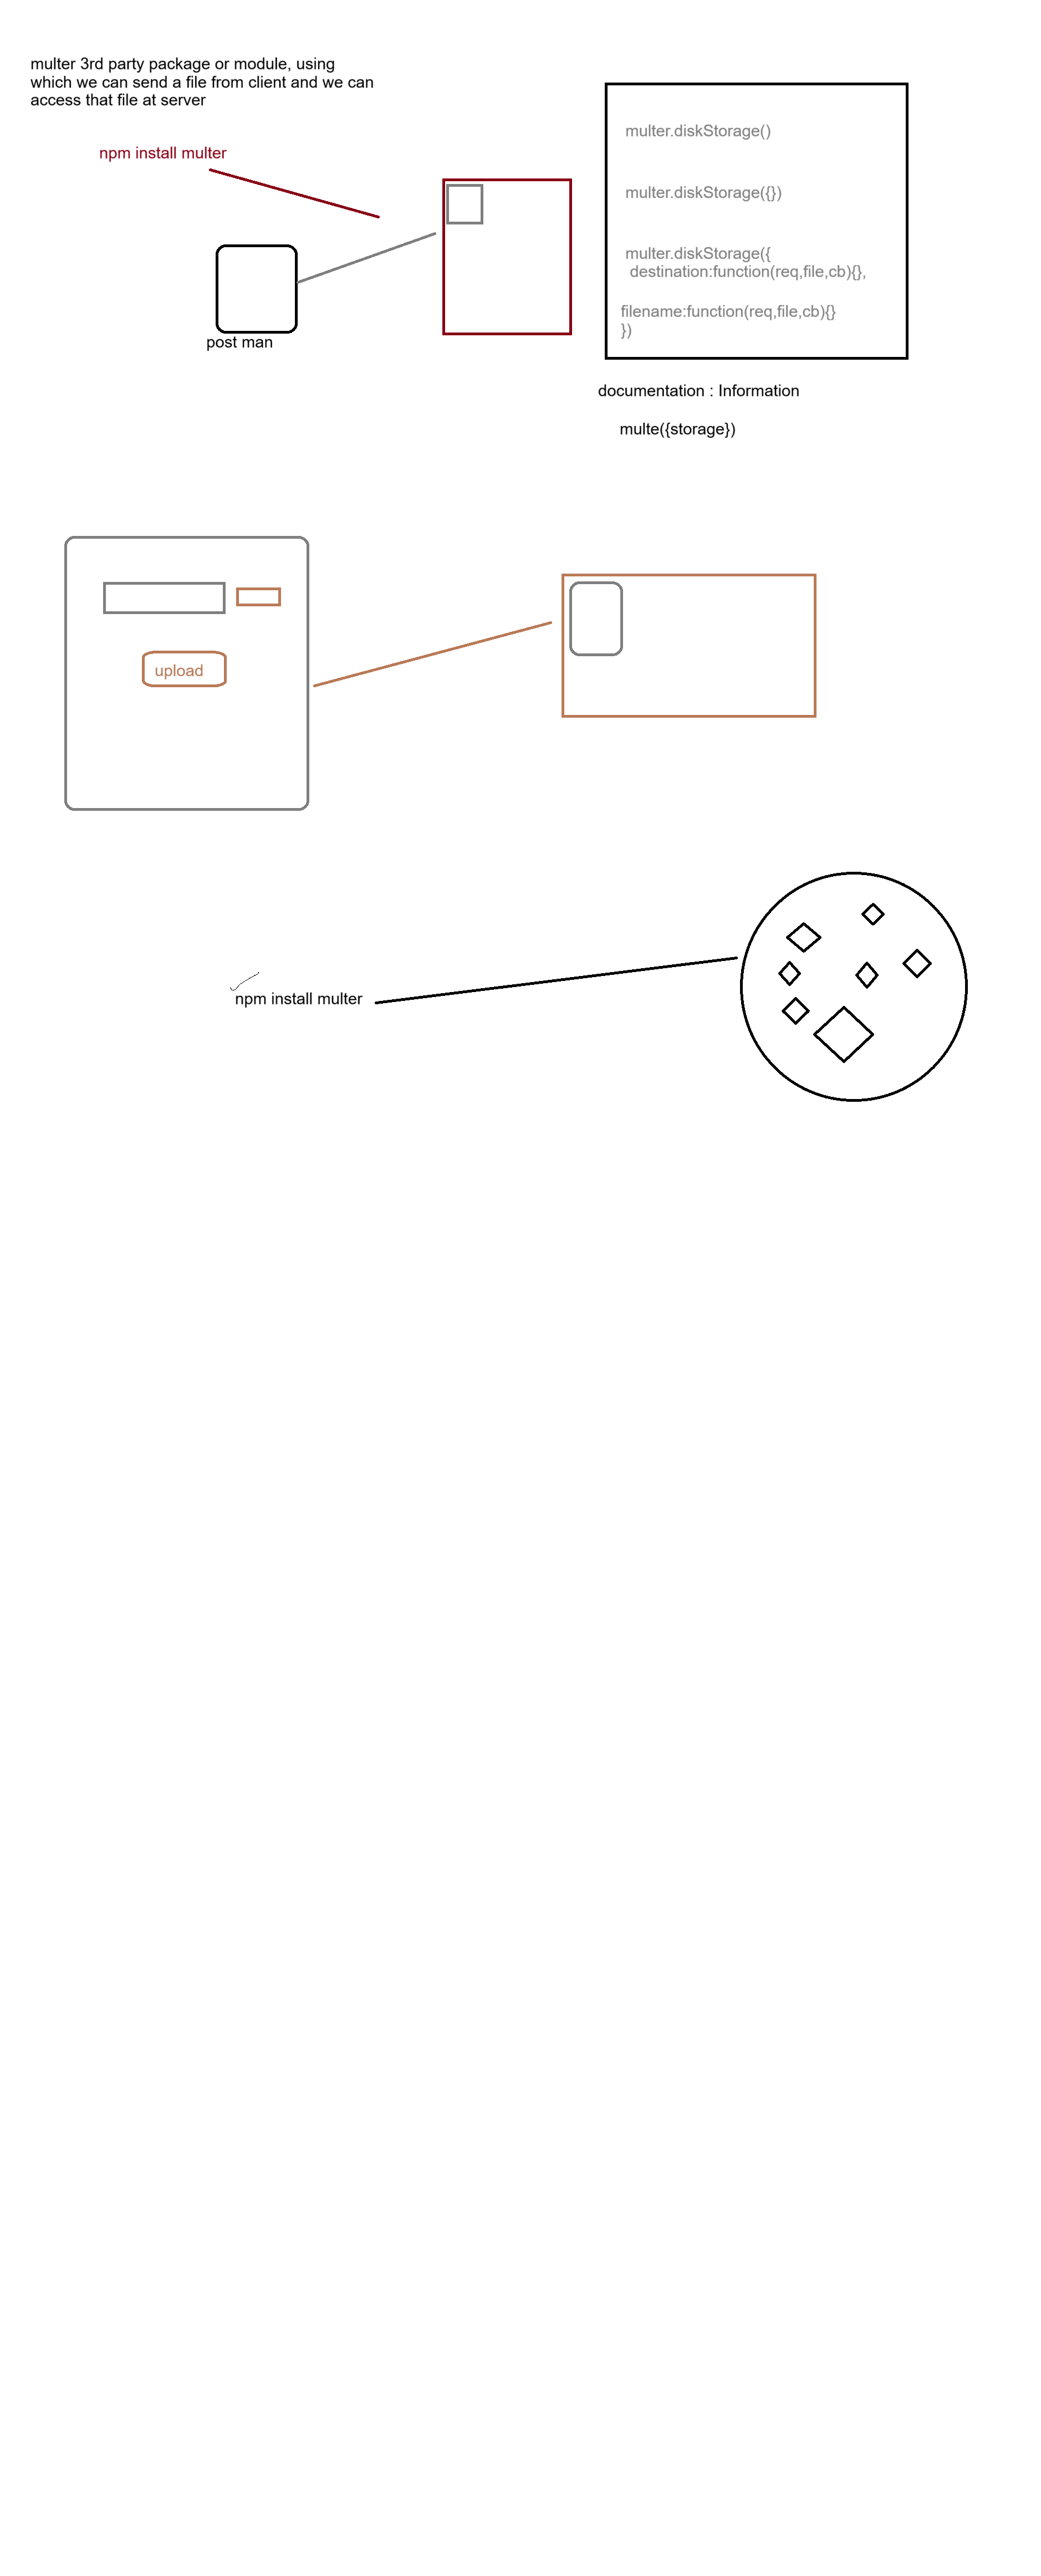 multer 3rd party package or module, using
which we can send a file from client and we can
access that file at server
npm install multer
post man
multer.diskStorage()
multer.diskStorage({})
multer.diskStorage({
destination:function(req,file,cb){},
filename:function(req,file,cb){}
})
documentation : Information
multe({storage})
upload
npm install multer